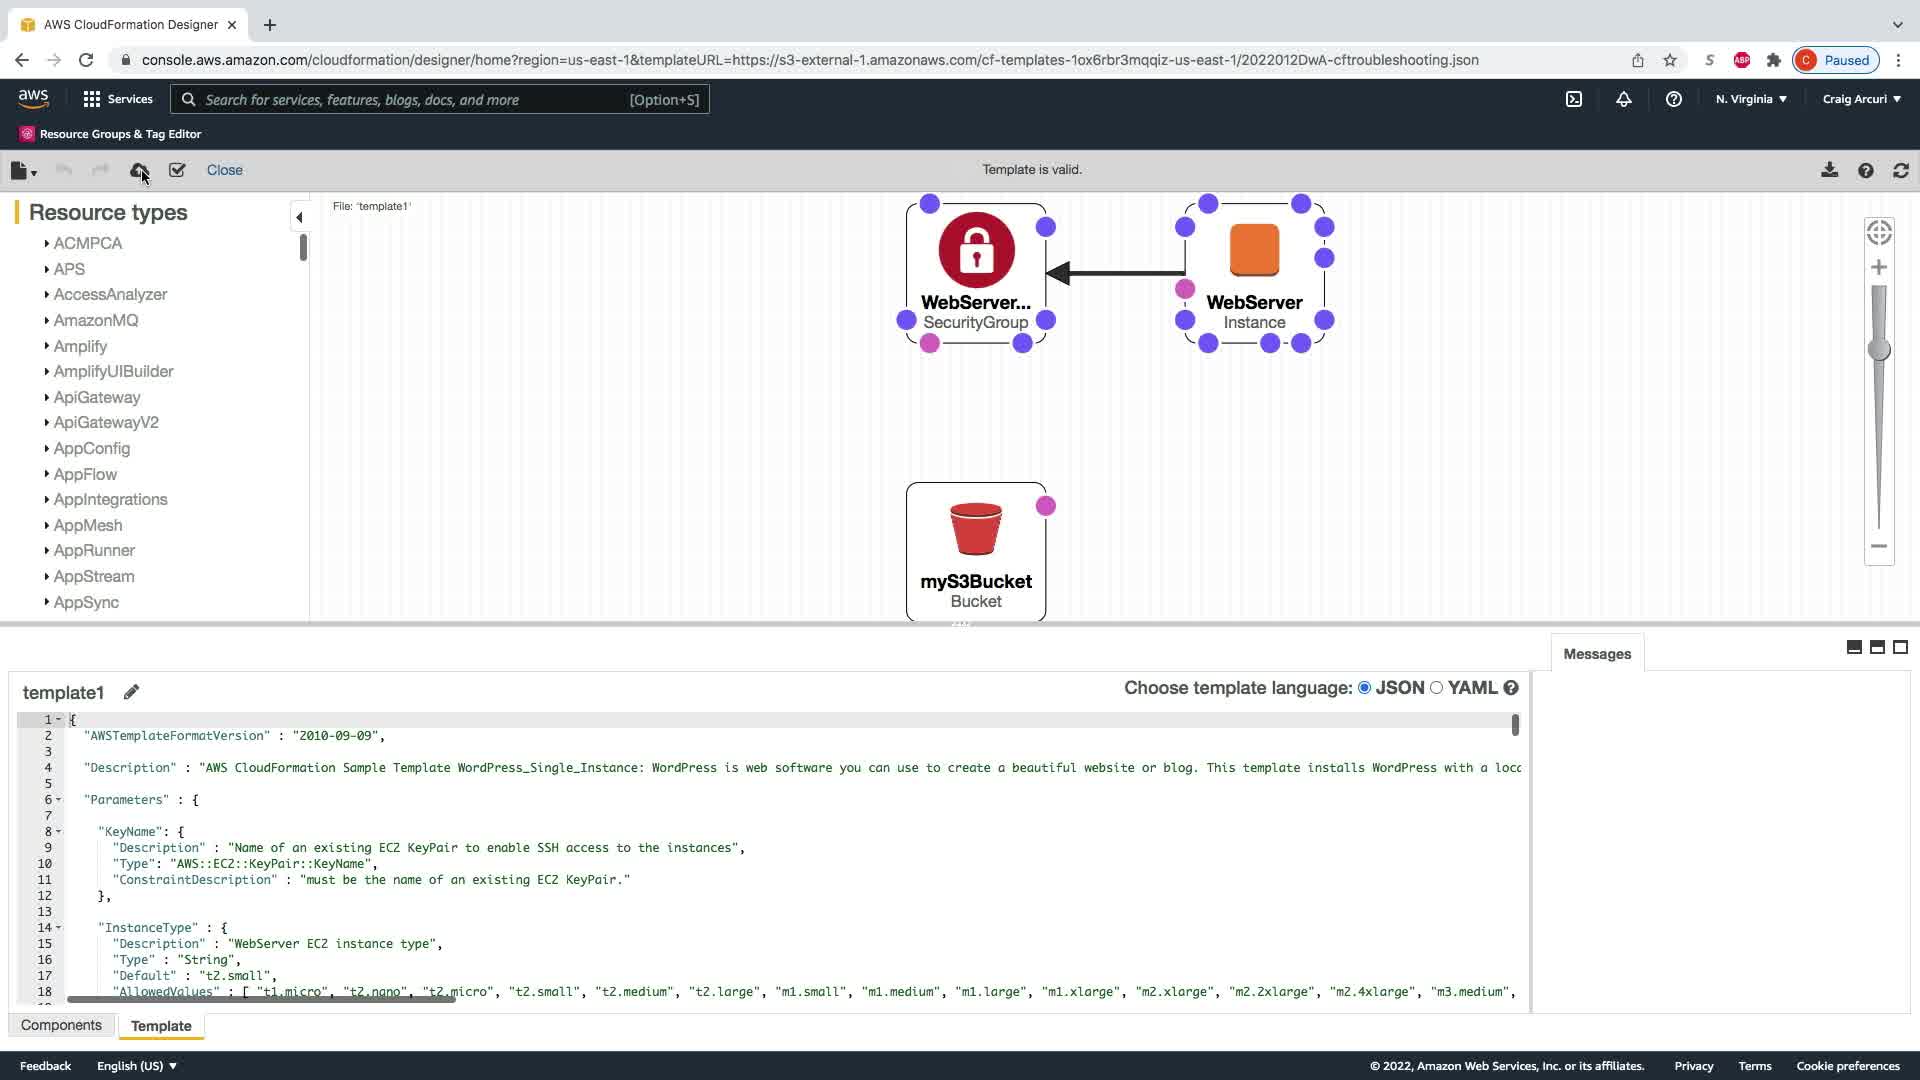 AWS CloudFormation Designer
console.aws.amazon.com/cloudformation/designer/home?region=us-east-1&templateURL=https://s3-external-1.amazonaws.com/cf-templates-1ox6rbr3mqqiz-us-east-1/2022012DwA-cftroubleshooting.json
S
ABP
C Paused
aws
Services
Search for services, features, blogs, docs, and more [Option+S]
N. Virginia
Craig Arcuri
Resource Groups & Tag Editor
Close
Template is valid.
Resource types
ACMPCA
APS
AccessAnalyzer
AmazonMQ
Amplify
AmplifyUIBuilder
ApiGateway
ApiGatewayV2
AppConfig
AppFlow
AppIntegrations
AppMesh
AppRunner
AppStream
AppSync
File: 'template1'
WebServer...
SecurityGroup
WebServer
Instance
myS3Bucket
Bucket
Messages
template1
Choose template language: JSON YAML
1 {
2 "AWSTemplateFormatVersion" : "2010-09-09",
3
4 "Description" : "AWS CloudFormation Sample Template WordPress_Single_Instance: WordPress is web software you can use to create a beautiful website or blog. This template installs WordPress with a loca
5
6 "Parameters" : {
7
8 "KeyName": {
9 "Description" : "Name of an existing EC2 KeyPair to enable SSH access to the instances",
10 "Type": "AWS::EC2::KeyPair::KeyName",
11 "ConstraintDescription" : "must be the name of an existing EC2 KeyPair."
12 },
13
14 "InstanceType" : {
15 "Description" : "WebServer EC2 instance type",
16 "Type" : "String",
17 "Default" : "t2.small",
18 "AllowedValues" : [ "t1.micro", "t2.nano", "t2.micro", "t2.small", "t2.medium", "t2.large", "m1.small", "m1.medium", "m1.large", "m1.xlarge", "m2.xlarge", "m2.2xlarge", "m2.4xlarge", "m3.medium",
Components
Template
Feedback
English (US)
© 2022, Amazon Web Services, Inc. or its affiliates.
Privacy
Terms
Cookie preferences